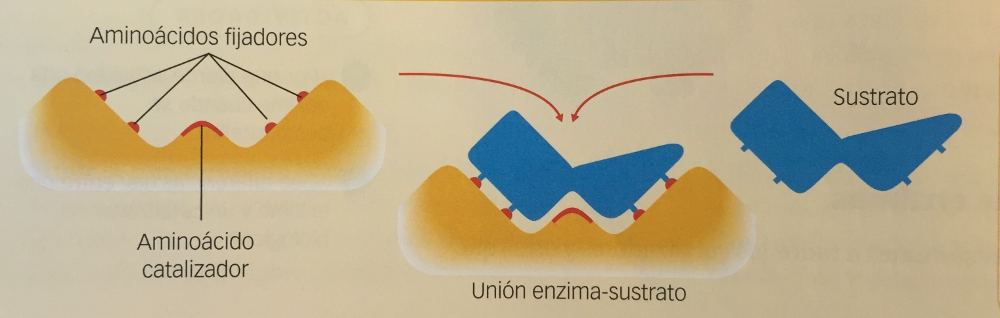 Aminoácidos fijadores
Aminoácido
catalizador
Unión enzima-sustrato
Sustrato